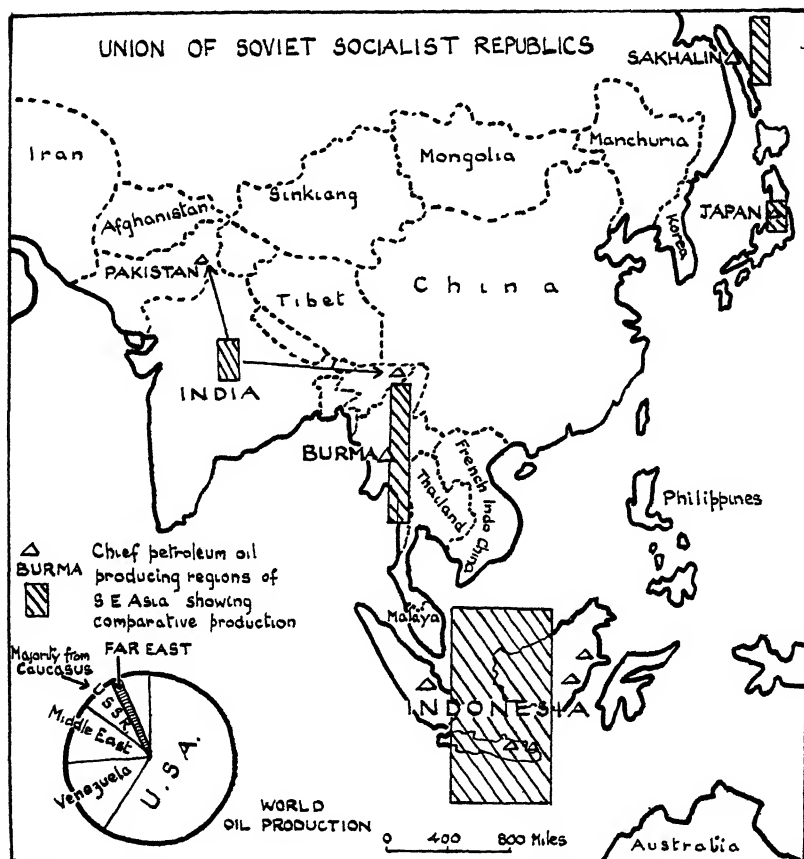 UNION OF SOVIET SOCIALIST REPUBLICS
SAKHALIN
Iran
Mongolia
Manchuria
Afghanistan
Sinkiang
Korea
JAPAN
PAKISTAN
Tibet
China
INDIA
BURMA
French Indo China
Thailand
Philippines
BURMA
Chief petroleum oil
producing regions of
S E Asia showing
comparative production
Malaya
Majority from
Caucasus
FAR EAST
U S S R
Middle East
Venezuela
U.S.A.
INDONESIA
WORLD
OIL PRODUCTION
0 400 800 Miles
Australia